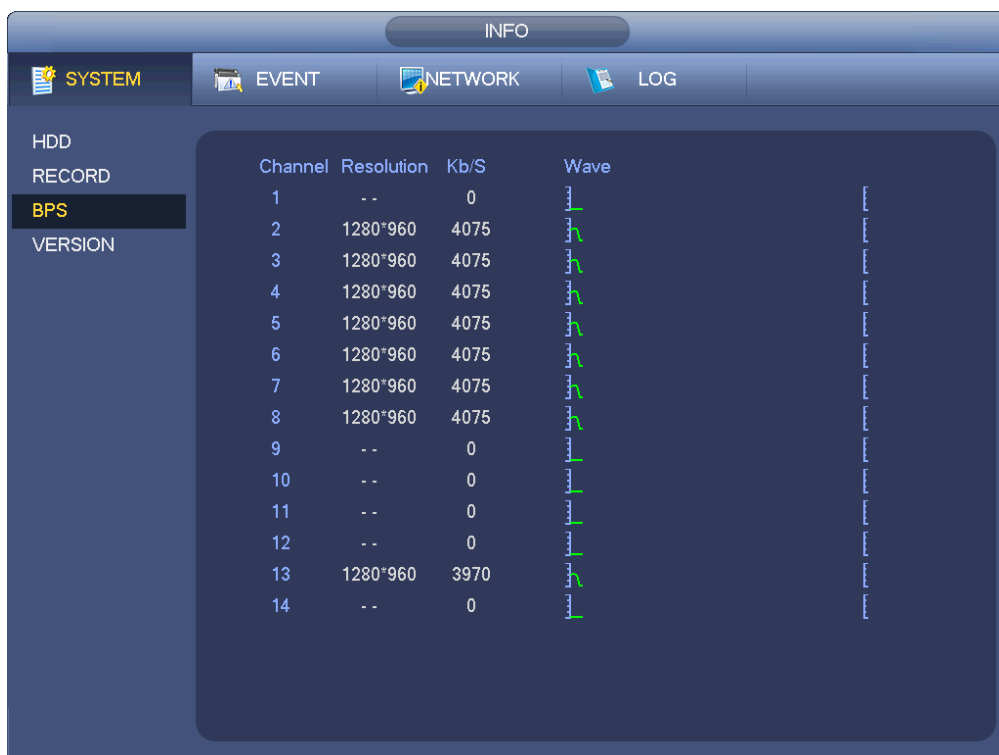 INFO
SYSTEM EVENT NETWORK LOG
HDD
RECORD
BPS
VERSION
Channel Resolution Kb/S Wave
1 - - 0
2 1280*960 4075
3 1280*960 4075
4 1280*960 4075
5 1280*960 4075
6 1280*960 4075
7 1280*960 4075
8 1280*960 4075
9 - - 0
10 - - 0
11 - - 0
12 - - 0
13 1280*960 3970
14 - - 0